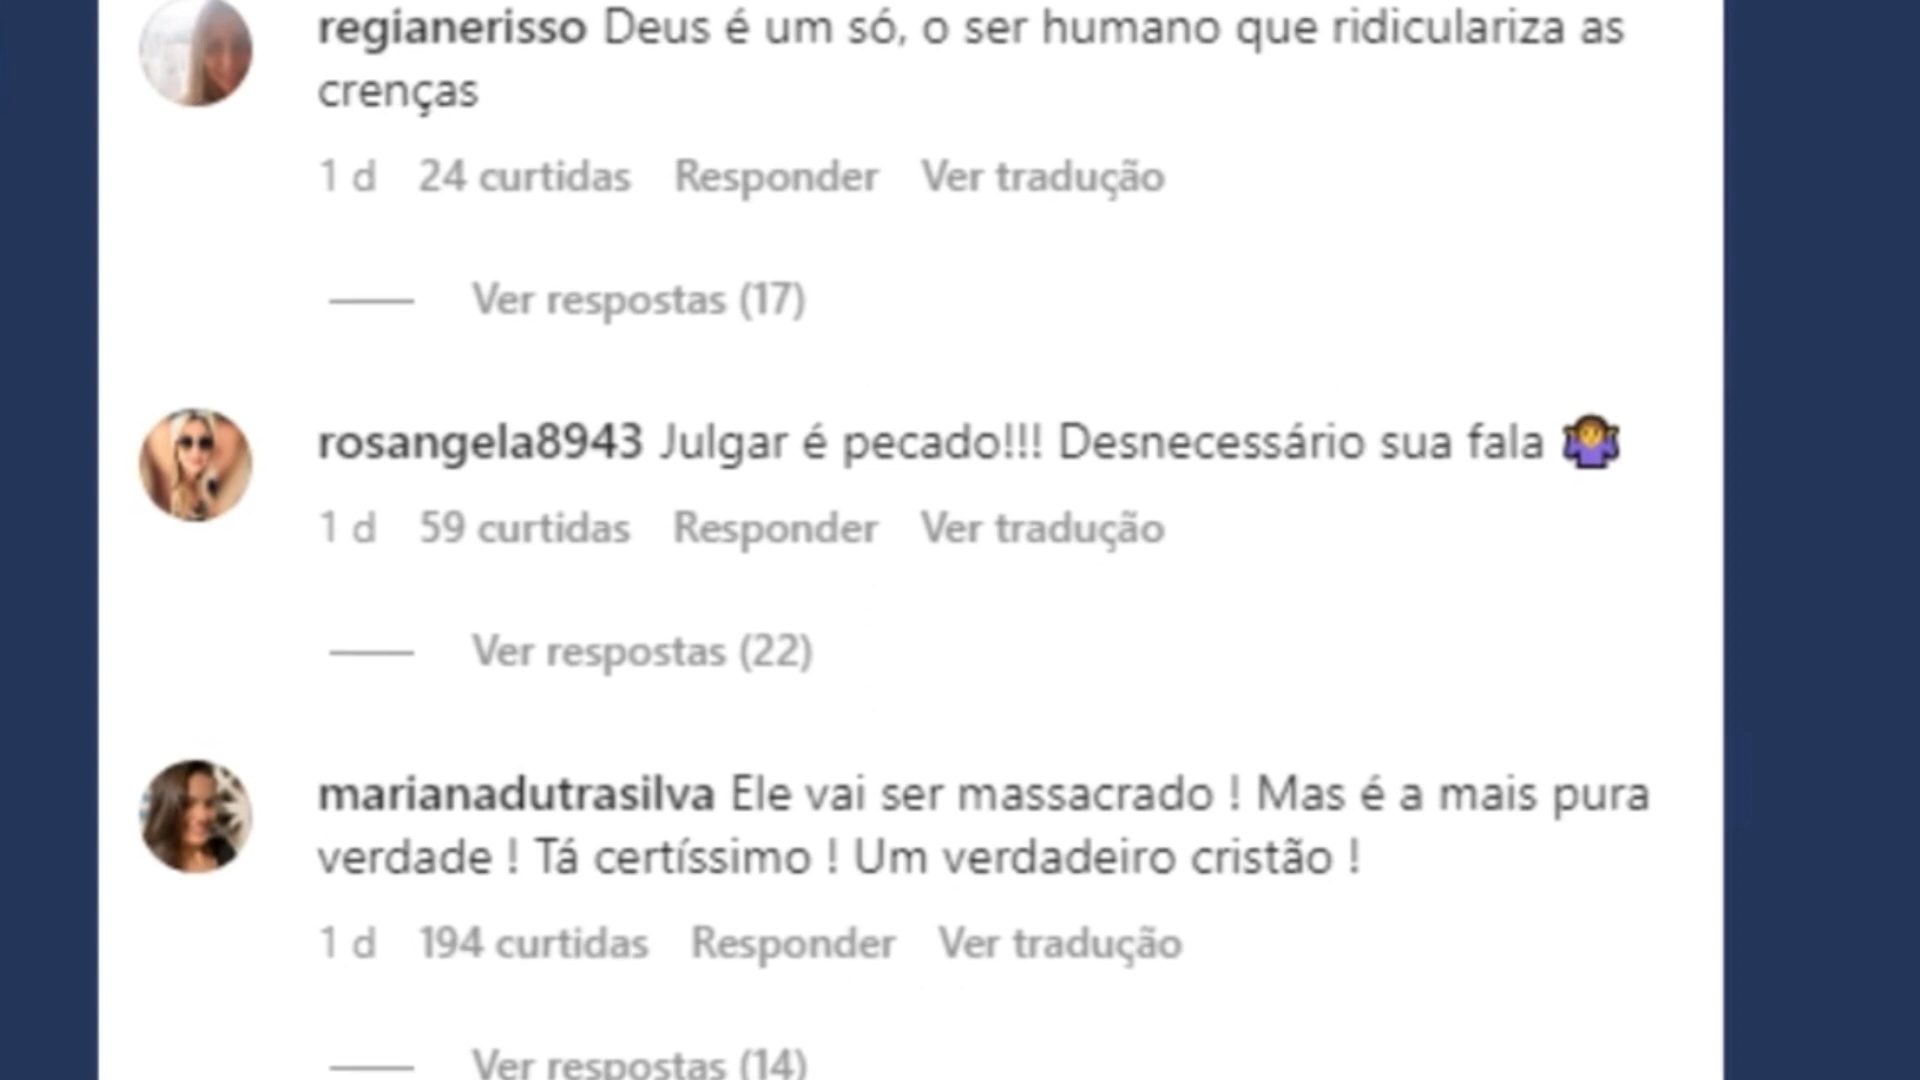 regianerisso Deus é um só, o ser humano que ridiculariza as
crenças
1 d 24 curtidas Responder Ver tradução
Ver respostas (17)
rosangela8943 Julgar é pecado!!! Desnecessário sua fala 🤷‍♀️
1 d 59 curtidas Responder Ver tradução
Ver respostas (22)
marianadutrasilva Ele vai ser massacrado ! Mas é a mais pura
verdade ! Tá certíssimo ! Um verdadeiro cristão !
1 d 194 curtidas Responder Ver tradução
Ver respostas (14)